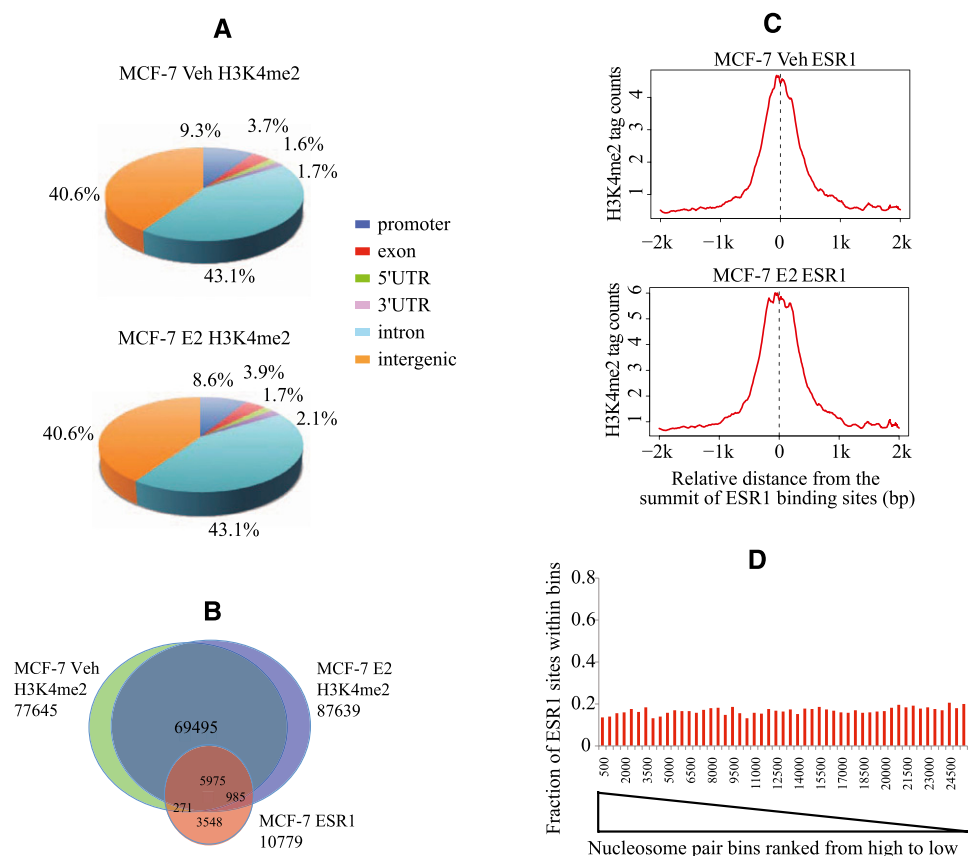 A
MCF-7 Veh H3K4me2
9.3%
3.7%
1.6%
1.7%
40.6%
43.1%
promoter
exon
5'UTR
3'UTR
intron
intergenic
MCF-7 E2 H3K4me2
8.6%
3.9%
1.7%
2.1%
40.6%
43.1%
B
MCF-7 Veh
H3K4me2
77645
MCF-7 E2
H3K4me2
87639
69495
5975
985
271
3548
MCF-7 ESR1
10779
C
MCF-7 Veh ESR1
H3K4me2 tag counts
4
3
2
1
−2k −1k 0 1k 2k
MCF-7 E2 ESR1
H3K4me2 tag counts
6
5
4
3
2
1
−2k −1k 0 1k 2k
Relative distance from the
summit of ESR1 binding sites (bp)
D
Fraction of ESR1 sites within bins
0.8
0.6
0.4
0.2
0
500 2000 3500 5000 6500 8000 9500 11000 12500 14000 15500 17000 18500 20000 21500 23000 24500
Nucleosome pair bins ranked from high to low